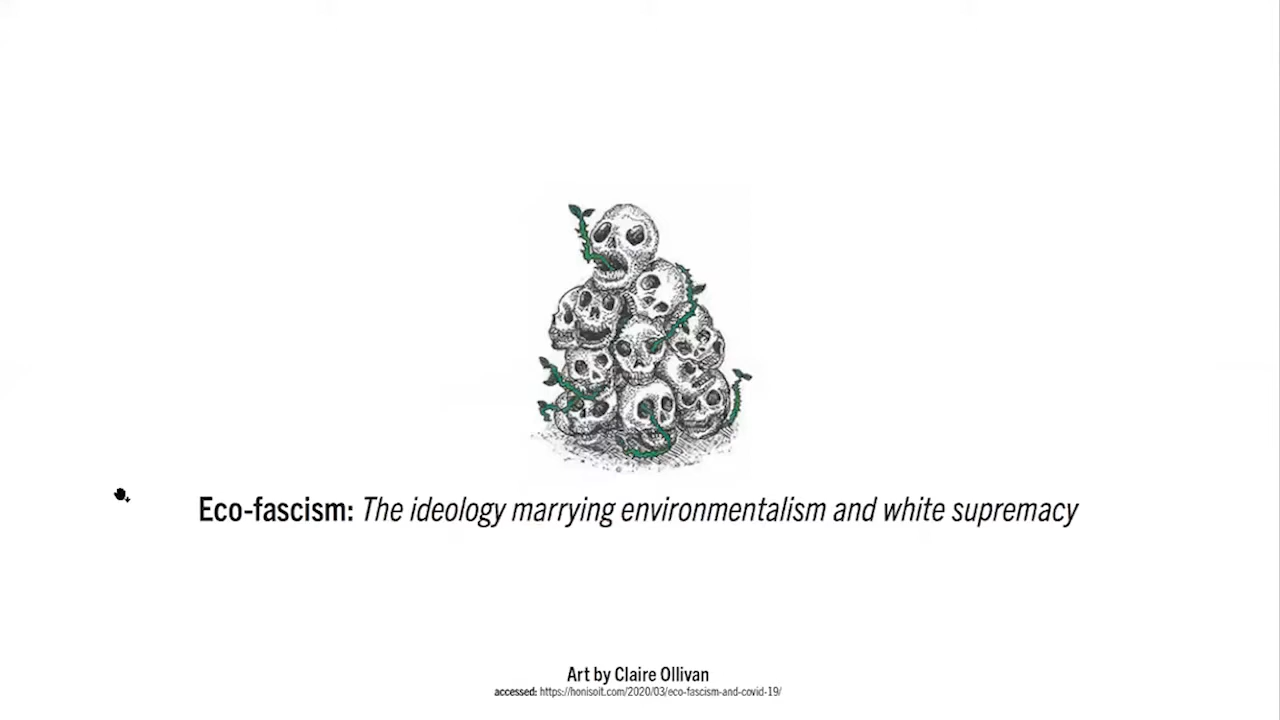 Eco-fascism: The ideology marrying environmentalism and white supremacy
Art by Claire Ollivan
accessed: https://honisoit.com/2020/03/eco-fascism-and-covid-19/